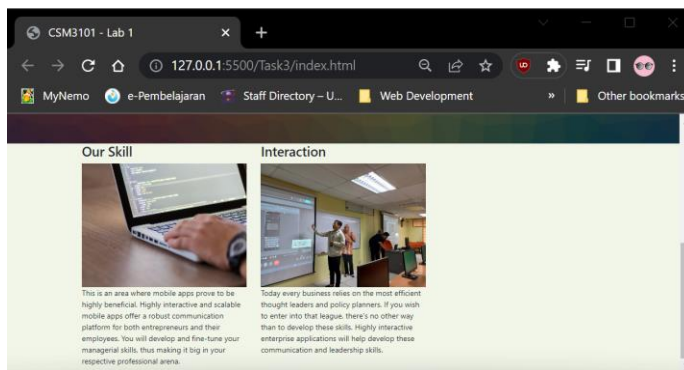 CSM3101 - Lab 1
127.0.0.1:5500/Task3/index.html
MyNemo
e-Pembelajaran
Staff Directory – U...
Web Development
»
Other bookmarks
Our Skill
Interaction
This is an area where mobile apps prove to be
highly beneficial. Highly interactive and scalable
mobile apps offer a robust communication
platform for both entrepreneurs and their
employees. You will develop and fine-tune your
managerial skills, thus making it big in your
respective professional arena.
Today every business relies on the most efficient
thought leaders and policy planners. If you wish
to enter into that league, there's no other way
than to develop these skills. Highly interactive
enterprise applications will help develop these
communication and leadership skills.